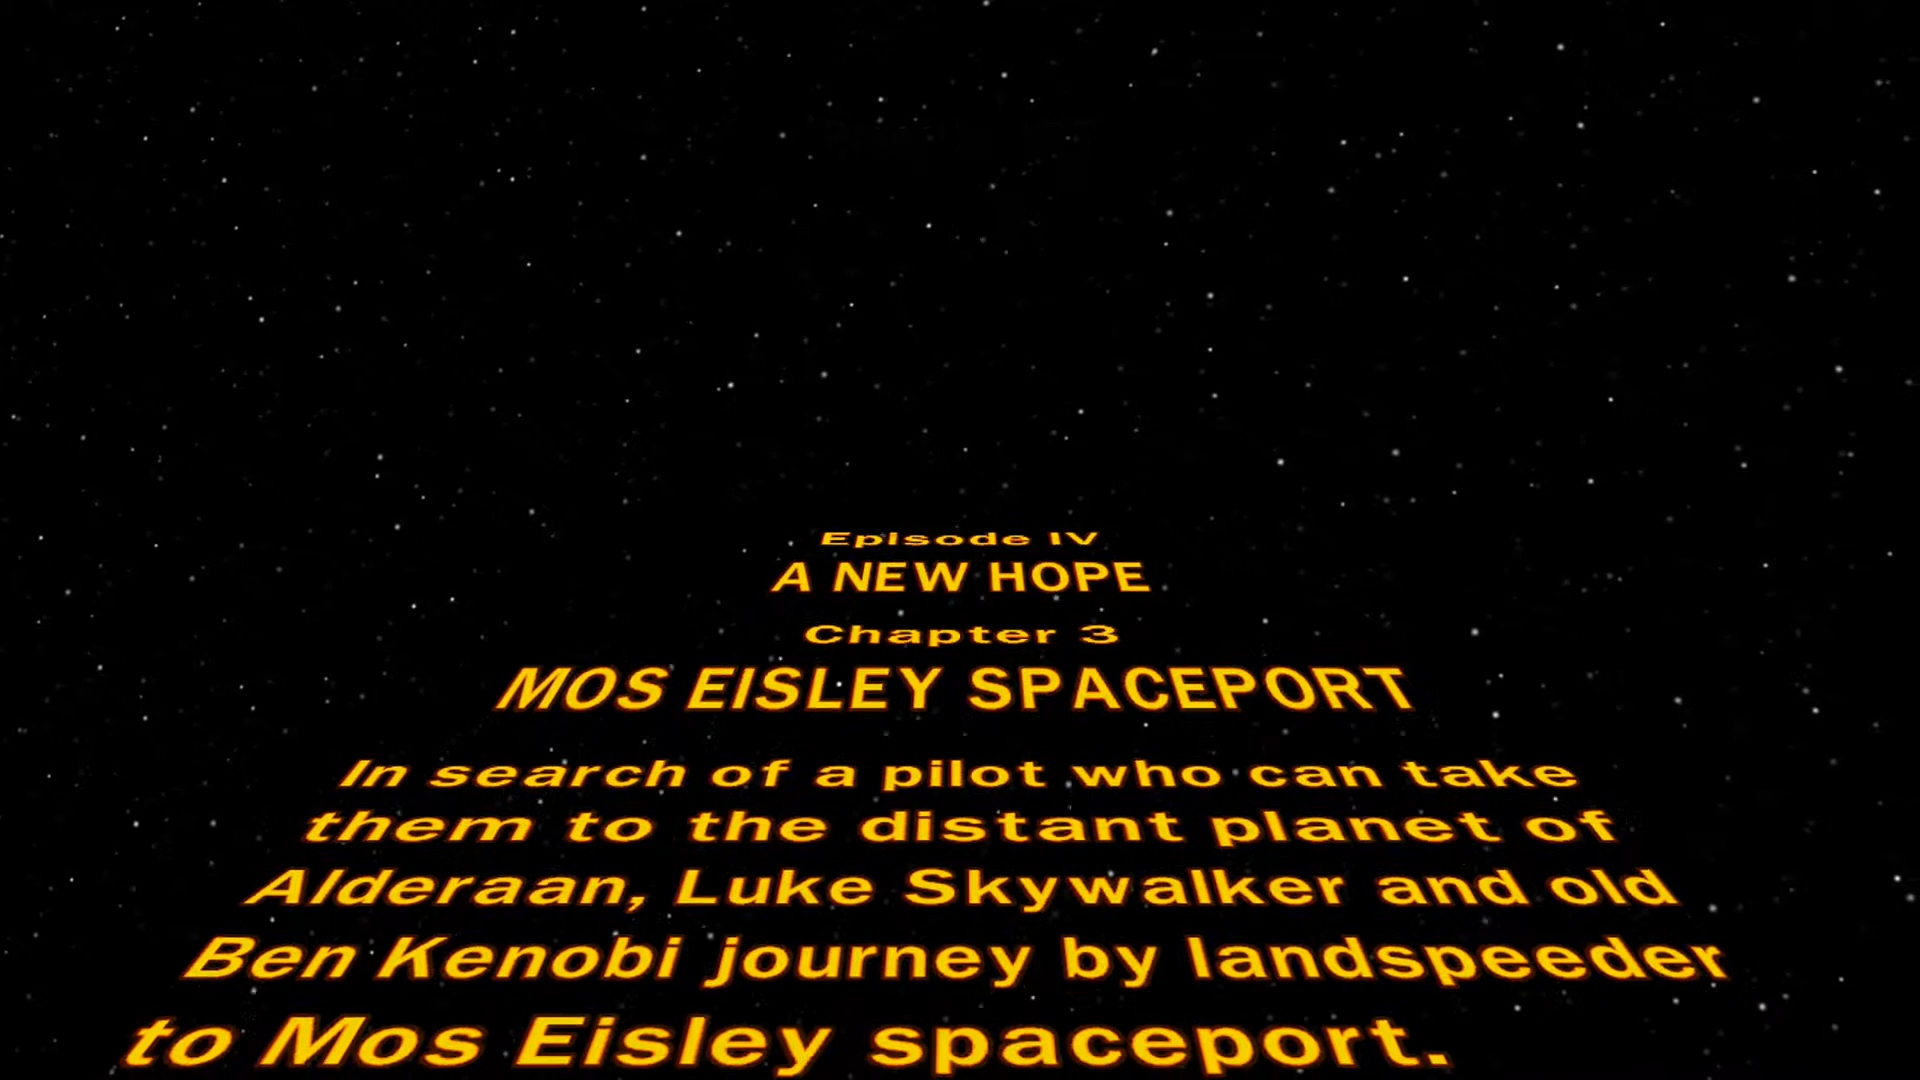 Episode IV
A NEW HOPE
Chapter 3
MOS EISLEY SPACEPORT
In search of a pilot who can take
them to the distant planet of
Alderaan, Luke Skywalker and old
Ben Kenobi journey by landspeeder
to Mos Eisley spaceport.